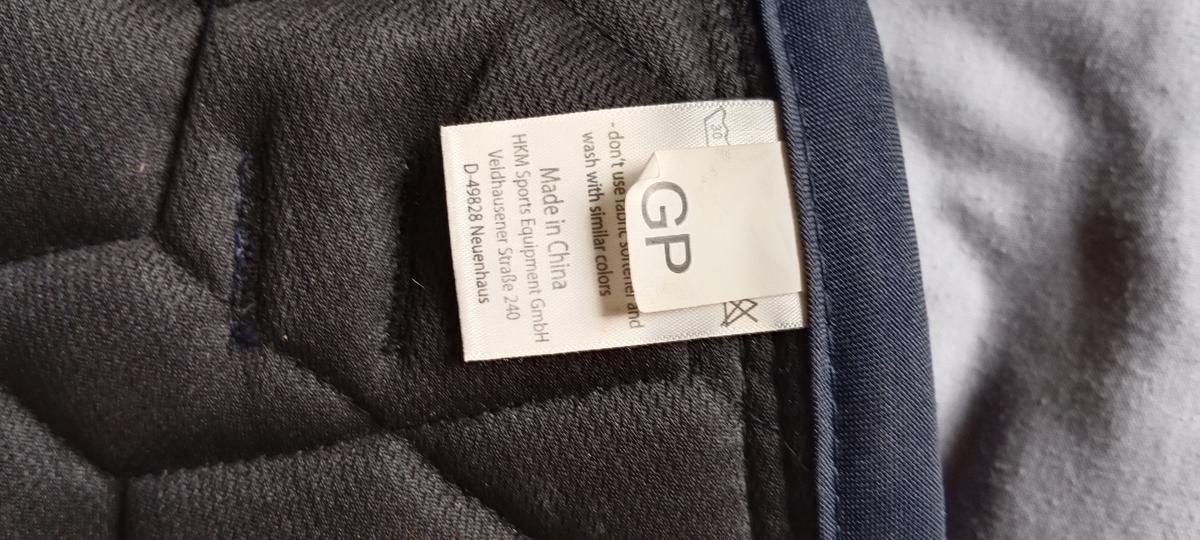 30
GP
- don't use fabric softener and
wash with similar colors
Made in China
HKM Sports Equipment GmbH
Veldhausener Straße 240
D-49828 Neuenhaus